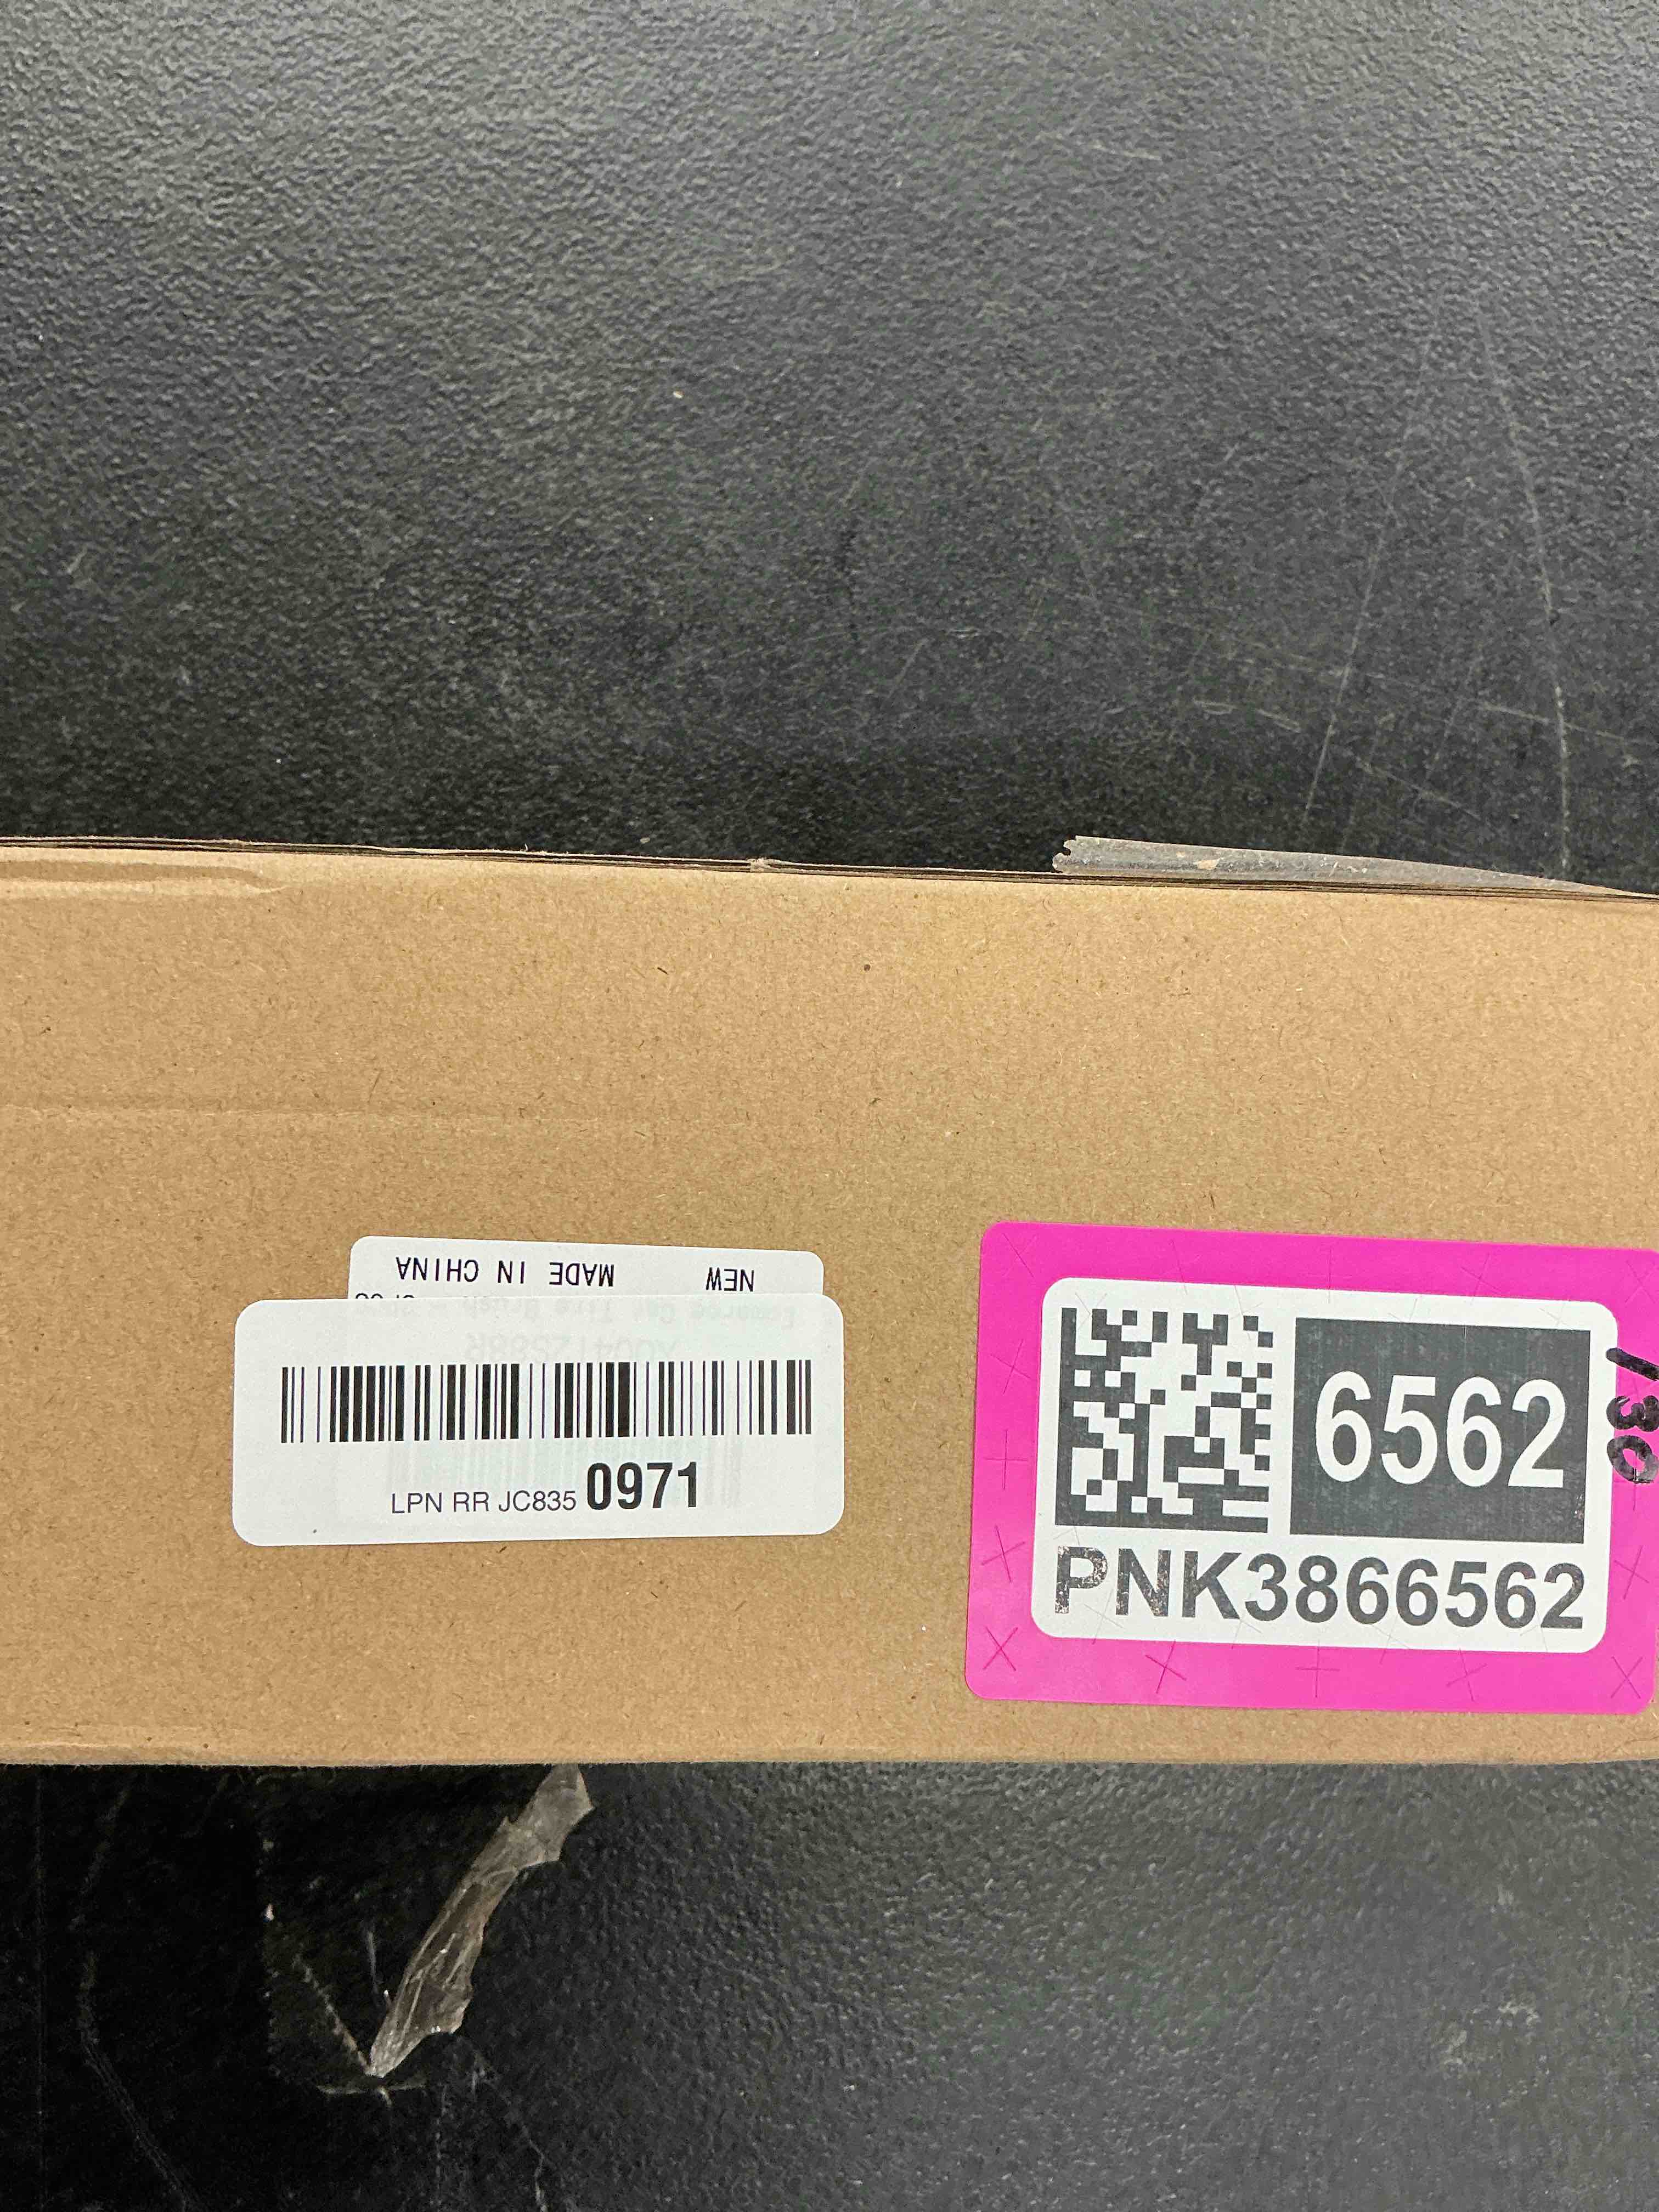 NEW MADE IN CHINA
LPN RR JC835 0971
6562
PNK3866562
130